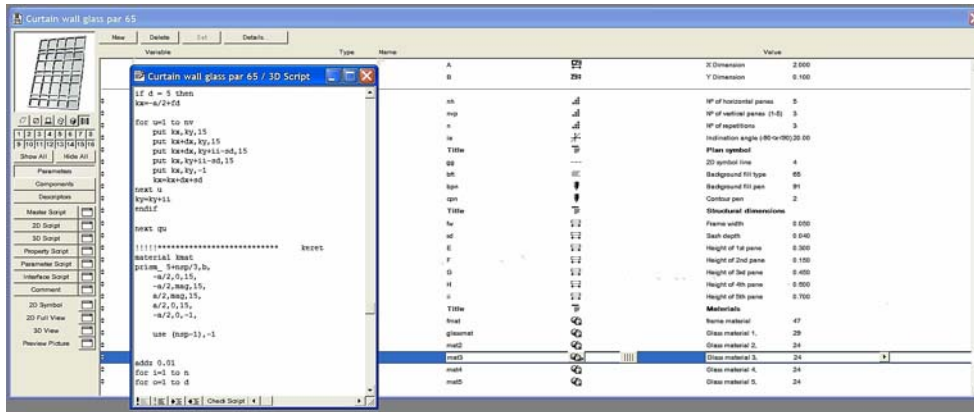 Curtain wall glass par 65
New Delete Set Details...
Variable Type Name Value
A X Dimension 2.000
B Y Dimension 0.100
nh Nº of horizontal panes 5
nvp Nº of vertical panes (1-5) 3
n Nº of repetitions 3
ia Inclination angle (-90<ia<90) 20.00
Title Plan symbol
gg 2D symbol line 4
bft Background fill type 65
bpn Background fill pen 91
cpn Contour pen 2
Title Structural dimensions
fw Frame width 0.050
sd Sash depth 0.040
E Height of 1st pane 0.300
F Height of 2nd pane 0.150
G Height of 3rd pane 0.450
H Height of 4th pane 0.600
ii Height of 5th pane 0.700
Title Materials
fmat frame material 47
glassmat Glass material 1, 29
mat2 Glass material 2, 24
mat3 Glass material 3, 24
mat4 Glass material 4, 24
mat5 Glass material 5, 24
1 2 3 4 5 6 7 8
9 10 11 12 13 14 15 16
Show All Hide All
Parameters
Components
Descriptors
Master Script
2D Script
3D Script
Property Script
Parameter Script
Interface Script
Comment
2D Symbol
2D Full View
3D View
Preview Picture
Curtain wall glass par 65 / 3D Script
if d = 5 then
kx=-a/2+fd
for u=1 to nv
put kx,ky,15
put kx+dx,ky,15
put kx+dx,ky+ii-sd,15
put kx,ky+ii-sd,15
put kx,ky,-1
kx=kx+dx+sd
next u
ky=ky+ii
endif
next qu
!!!!!*************************** keret
material kmat
prism_ 5+nsp/3,b,
-a/2,0,15,
-a/2,mag,15,
a/2,mag,15,
a/2,0,15,
-a/2,0,-1,
use (nsp-1),-1
addz 0.01
for i=1 to n
for o=1 to d
Check Script